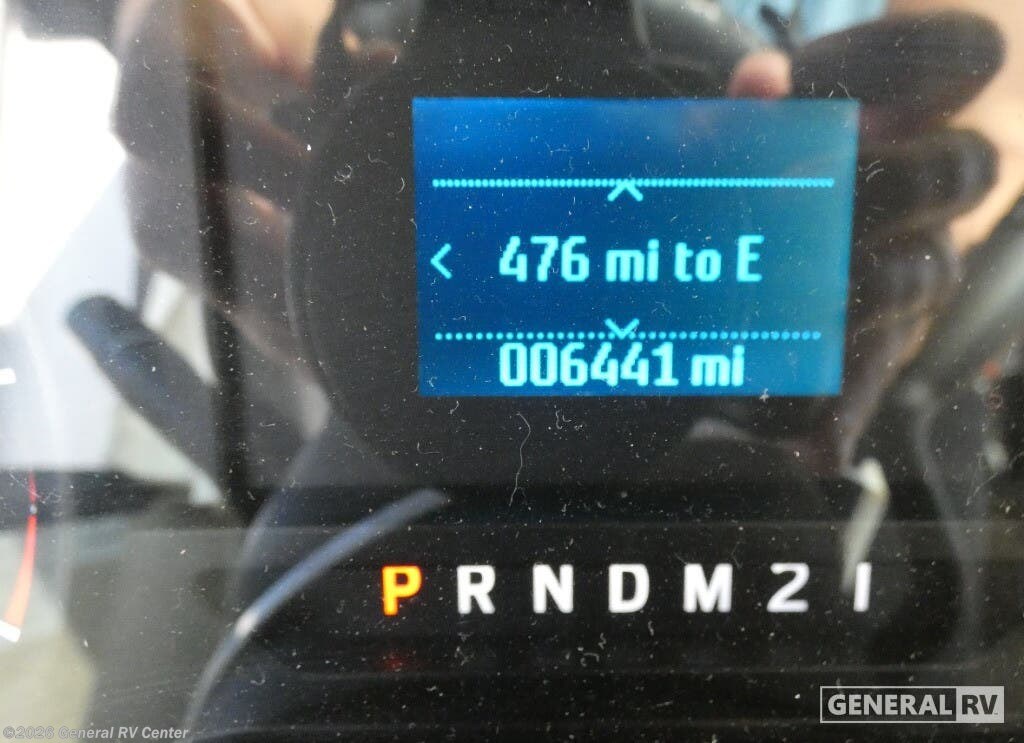 476 mi to E
006441 mi
P R N D M 2 1
GENERAL RV
©2026 General RV Center